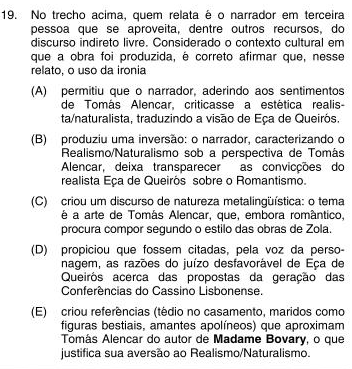 19. No trecho acima, quem relata é o narrador em terceira
pessoa que se aproveita, dentre outros recursos, do
discurso indireto livre. Considerado o contexto cultural em
que a obra foi produzida, é correto afirmar que, nesse
relato, o uso da ironia
(A) permitiu que o narrador, aderindo aos sentimentos
de Tomás Alencar, criticasse a estética realis-
ta/naturalista, traduzindo a visão de Eça de Queirós.
(B) produziu uma inversão: o narrador, caracterizando o
Realismo/Naturalismo sob a perspectiva de Tomás
Alencar, deixa transparecer as convicções do
realista Eça de Queirós sobre o Romantismo.
(C) criou um discurso de natureza metalingüística: o tema
é a arte de Tomás Alencar, que, embora romântico,
procura compor segundo o estilo das obras de Zola.
(D) propiciou que fossem citadas, pela voz da perso-
nagem, as razões do juízo desfavorável de Eça de
Queirós acerca das propostas da geração das
Conferências do Cassino Lisbonense.
(E) criou referências (tédio no casamento, maridos como
figuras bestiais, amantes apolíneos) que aproximam
Tomás Alencar do autor de Madame Bovary, o que
justifica sua aversão ao Realismo/Naturalismo.